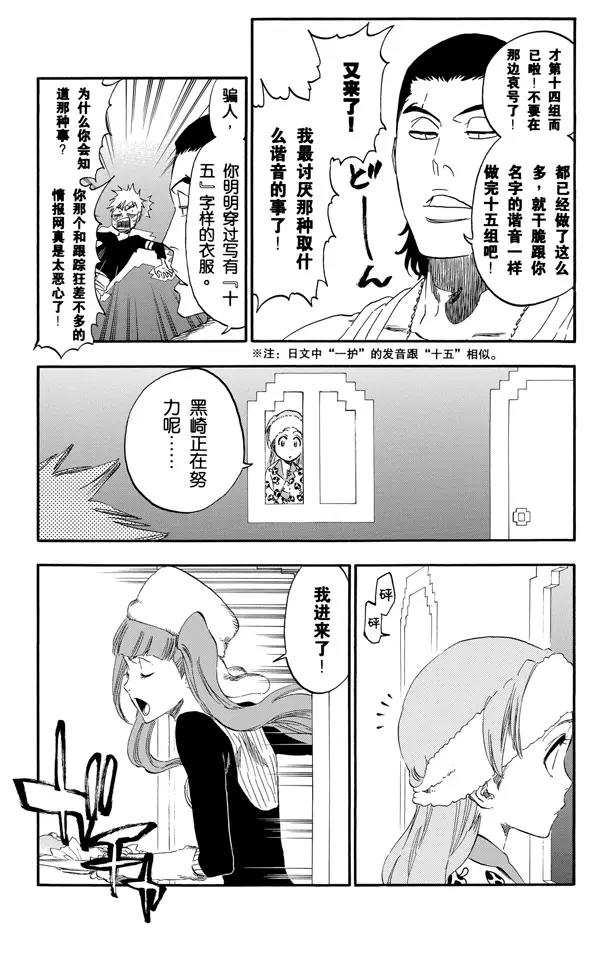 才第十四组而
已啦！不要在
那边哀号了！
都已经做了这么
多，就干脆跟你
名字的谐音一样
做完十五组吧！
又来了！
我最讨厌那种取什
么谐音的事了！
どーん
骗人，
你明明穿过写有『十
五』字样的衣服。
为什么你会知
道那种事？
你那个和跟踪狂差不多的
情报网真是太恶心了！
※注：日文中“一护”的发音跟“十五”相似。
黑崎正在努
力呢……
砰
砰
我进来了！